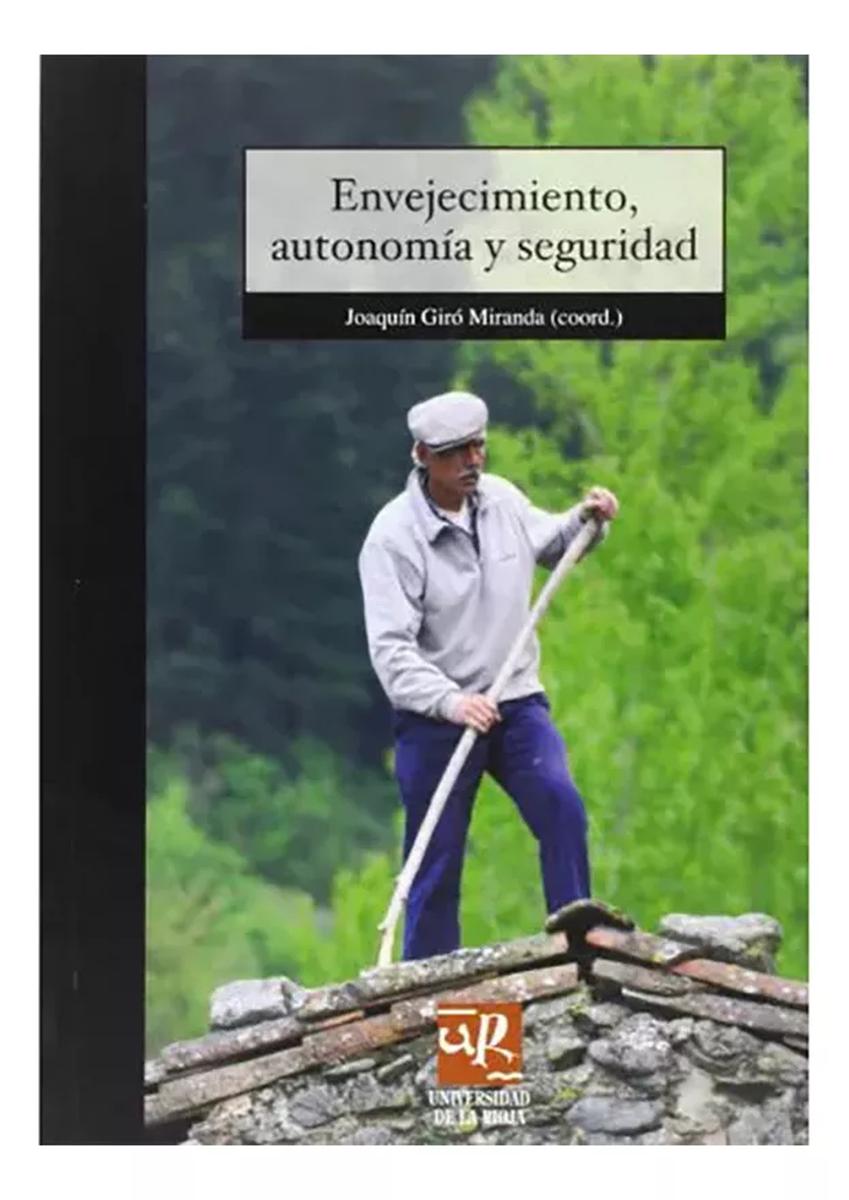 Envejecimiento,
autonomía y seguridad
Joaquín Giró Miranda (coord.)
UR
UNIVERSIDAD
DE LA RIOJA